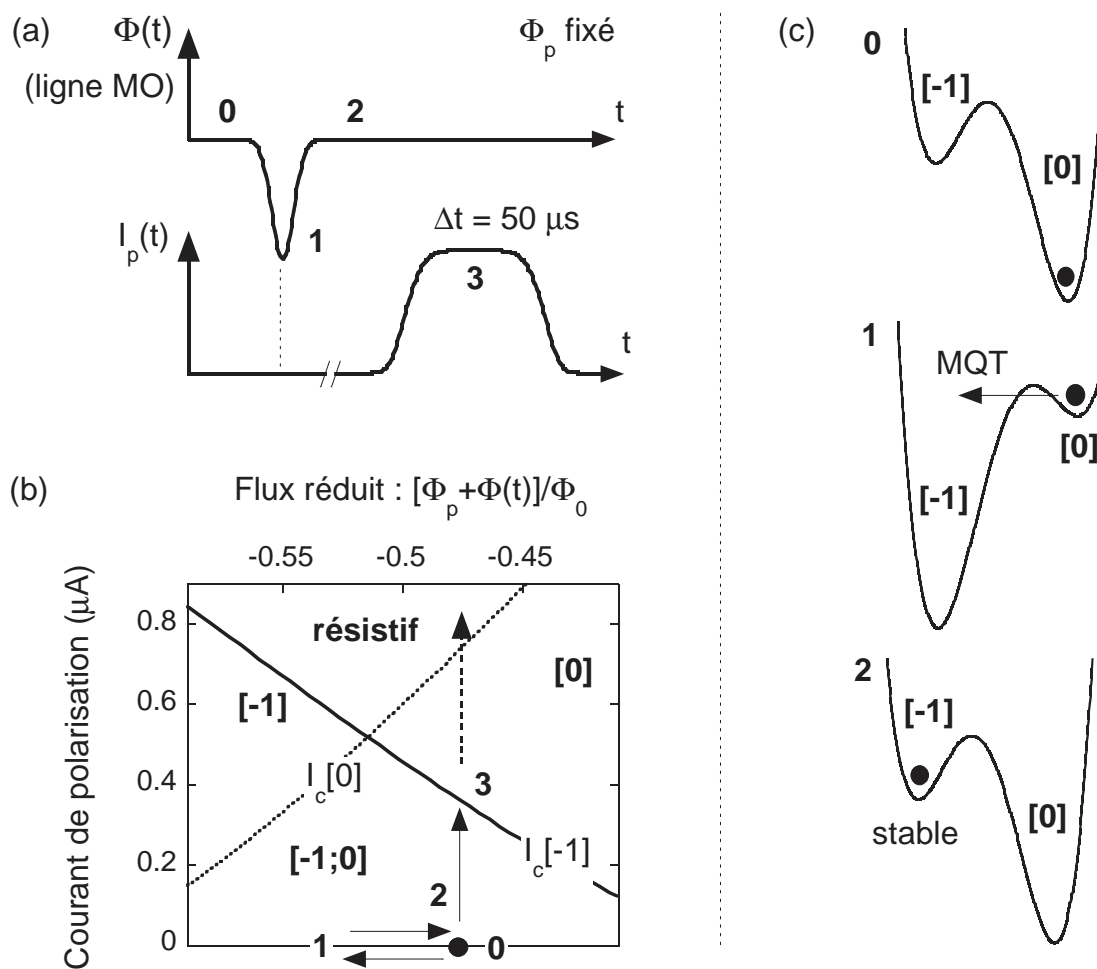 (a)
Φ(t)
(ligne MO)
Φp fixé
0
2
t
1
Ip(t)
Δt = 50 μs
3
t
(b)
Flux réduit : [Φp+Φ(t)]/Φ0
-0.55
-0.5
-0.45
Courant de polarisation (μA)
0.8
0.6
0.4
0.2
0
résistif
[0]
[-1]
Ic[0]
3
Ic[-1]
[-1;0]
2
1
0
(c)
0
[-1]
[0]
1
MQT
[0]
[-1]
2
[-1]
stable
[0]